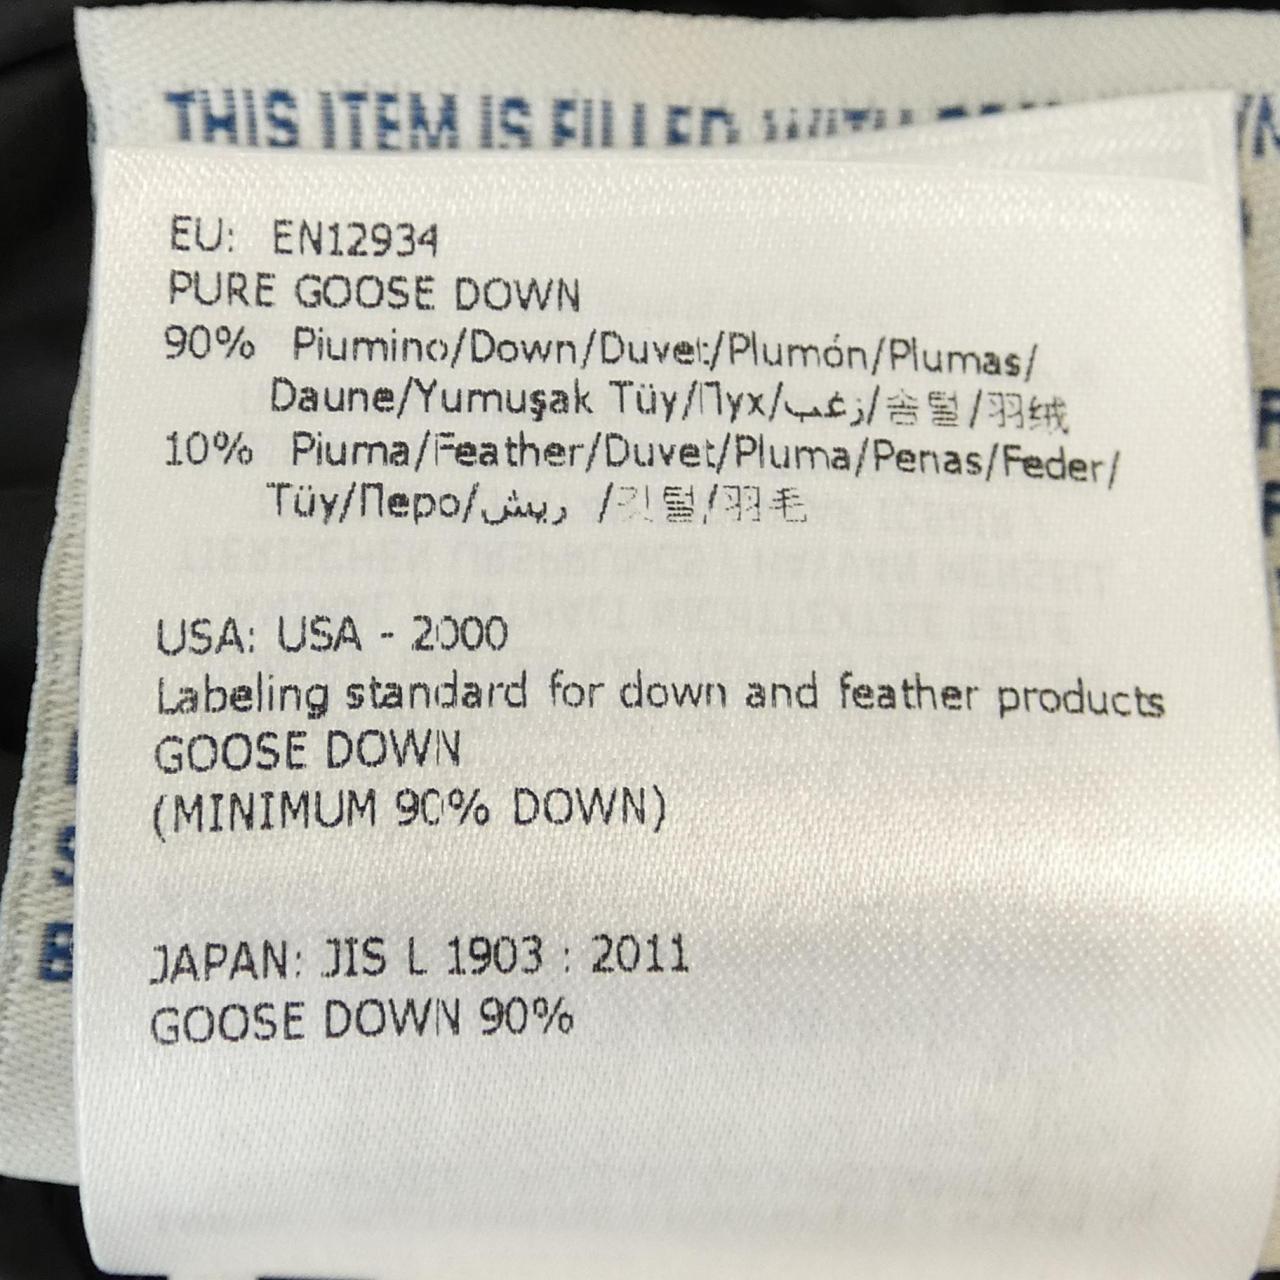 THIS ITEM IS FILLED WITH
EU: EN12934
PURE GOOSE DOWN
90% Piumino/Down/Duvet/Plumón/Plumas/
Daune/Yumuşak Tüy/Пух/زغب/솜털/羽绒
10% Piuma/Feather/Duvet/Pluma/Penas/Feder/
Tüy/Перо/ريش /깃털/羽毛
USA: USA - 2000
Labeling standard for down and feather products
GOOSE DOWN
(MINIMUM 90% DOWN)
JAPAN: JIS L 1903 : 2011
GOOSE DOWN 90%